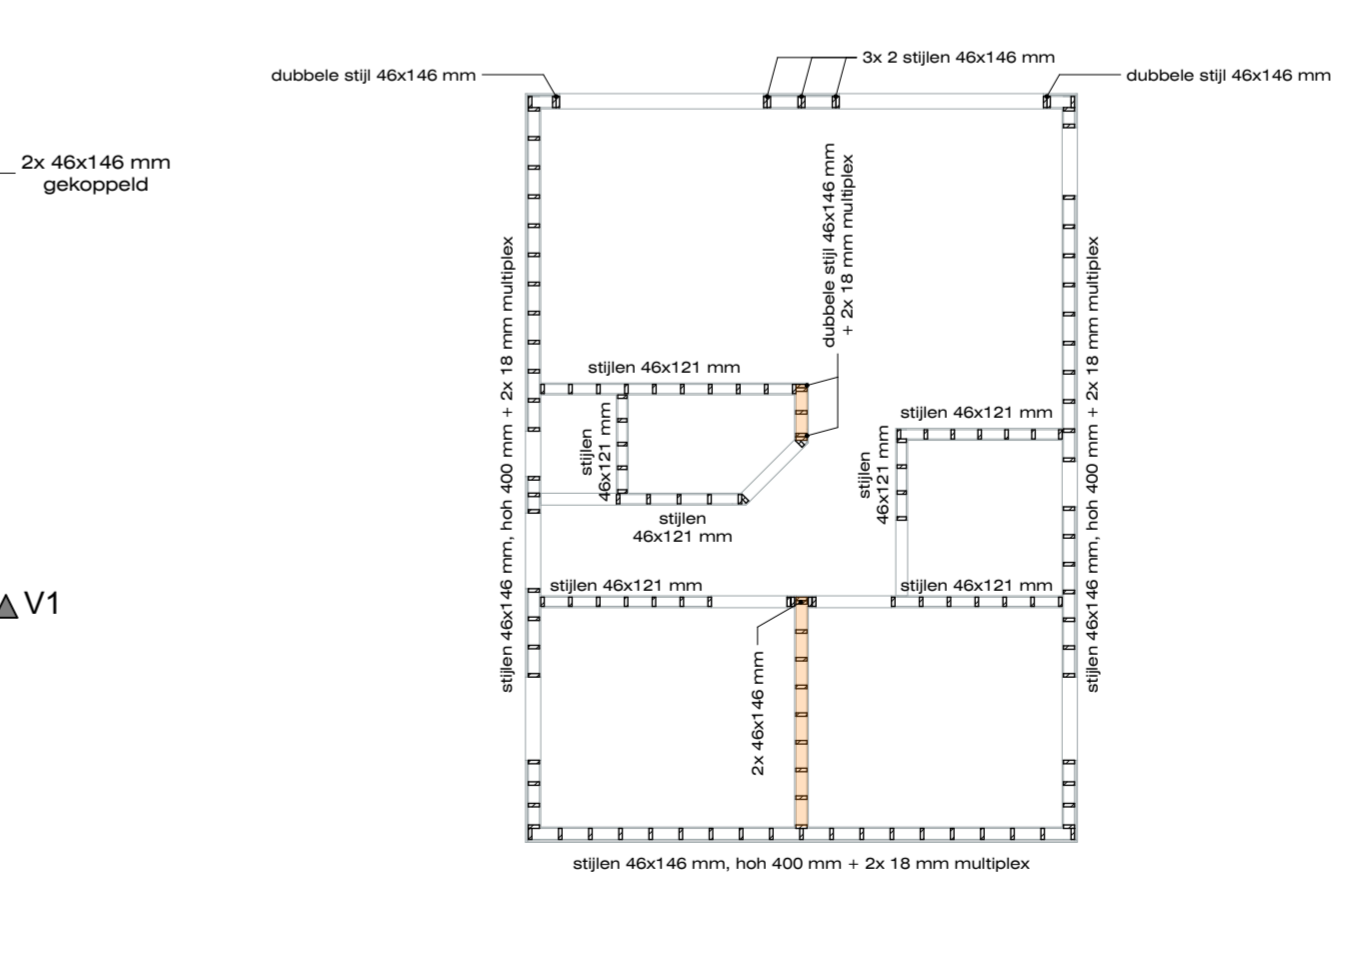 3x 2 stijlen 46x146 mm
dubbele stijl 46x146 mm
dubbele stijl 46x146 mm
2x 46x146 mm
gekoppeld
dubbele stijl 46x146 mm
+ 2x 18 mm multiplex
stijlen 46x146 mm, hoh 400 mm + 2x 18 mm multiplex
stijlen 46x146 mm, hoh 400 mm + 2x 18 mm multiplex
stijlen 46x121 mm
stijlen 46x121 mm
stijlen
46x121 mm
stijlen
46x121 mm
stijlen
46x121 mm
stijlen 46x121 mm
stijlen 46x121 mm
V1
2x 46x146 mm
stijlen 46x146 mm, hoh 400 mm + 2x 18 mm multiplex